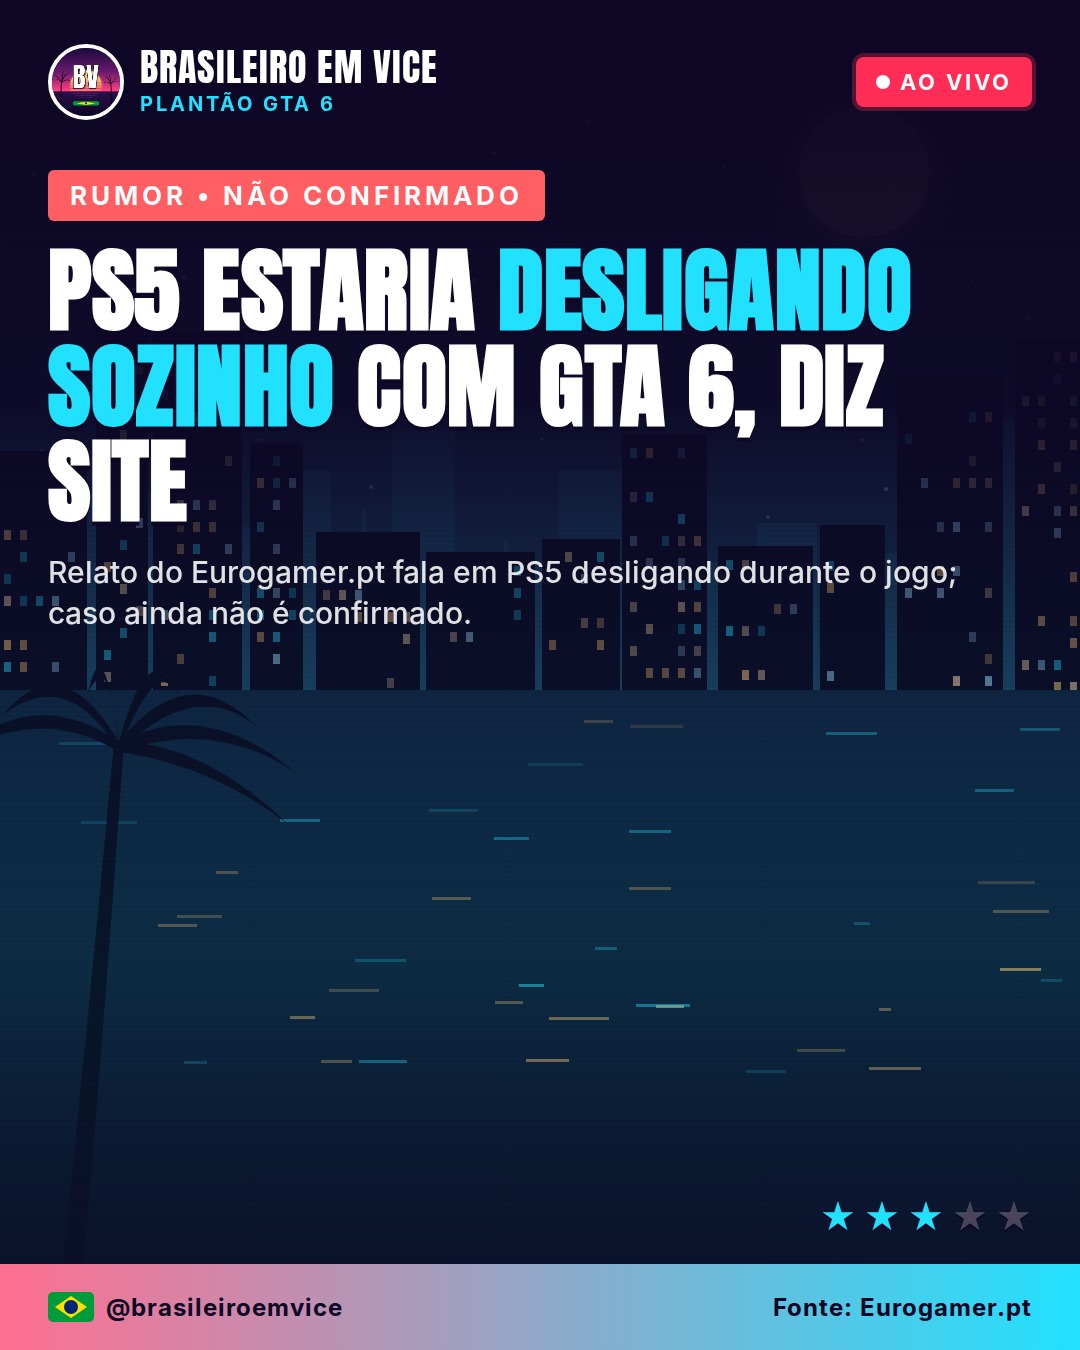 BV
BRASILEIRO EM VICE
PLANTÃO GTA 6
AO VIVO
RUMOR • NÃO CONFIRMADO
PS5 ESTARIA DESLIGANDO
SOZINHO COM GTA 6, DIZ
SITE
Relato do Eurogamer.pt fala em PS5 desligando durante o jogo;
caso ainda não é confirmado.
@brasileiroemvice
Fonte: Eurogamer.pt